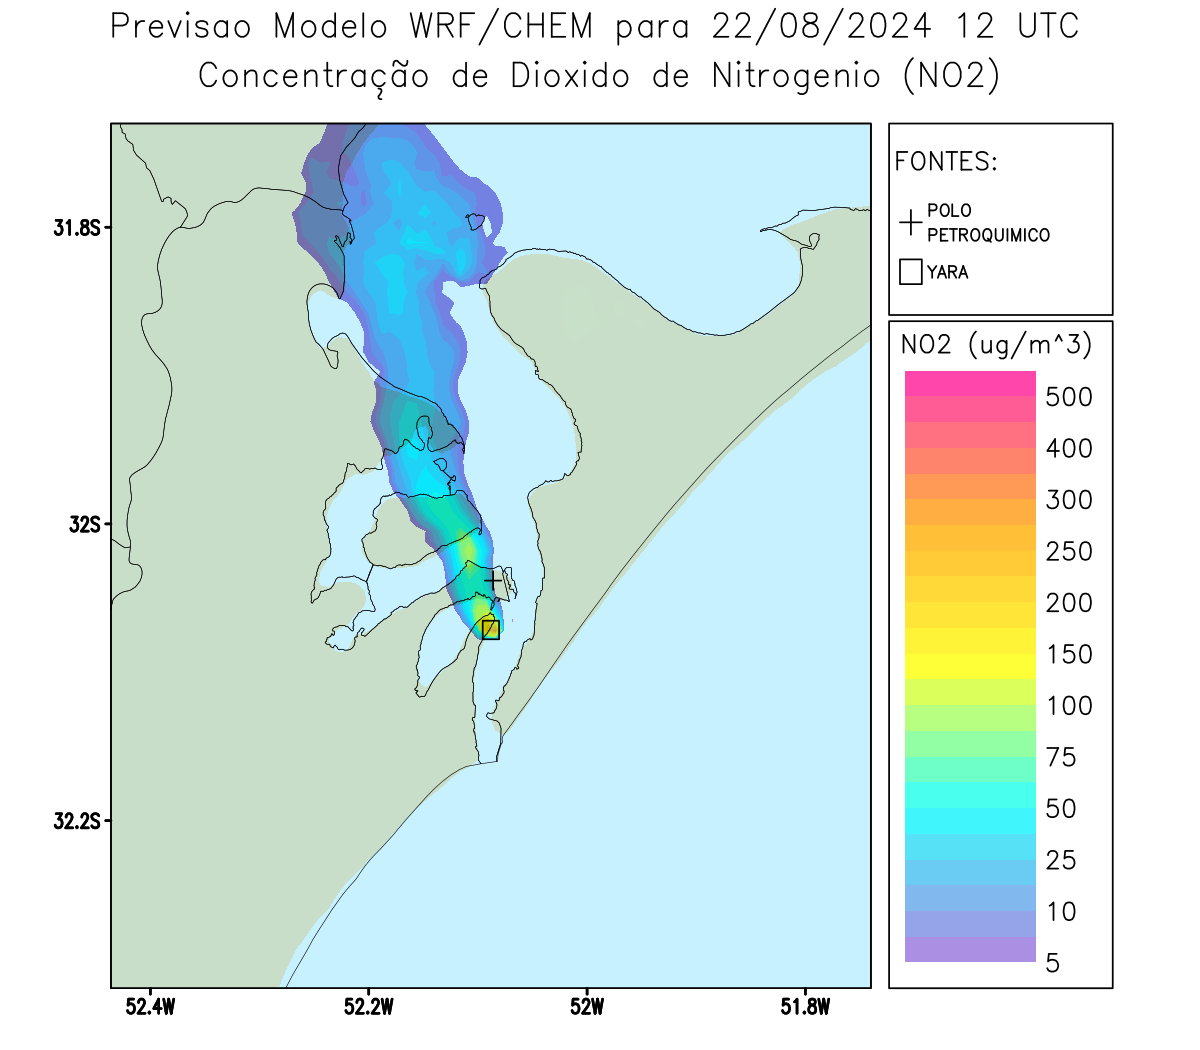 Previsao Modelo WRF/CHEM para 22/08/2024 12 UTC
Concentração de Dioxido de Nitrogenio (NO2)
FONTES:
POLO
PETROQUIMICO
YARA
NO2 (ug/m^3)
500
400
300
250
200
150
100
75
50
25
10
5
31.8S
32S
32.2S
52.4W
52.2W
52W
51.8W